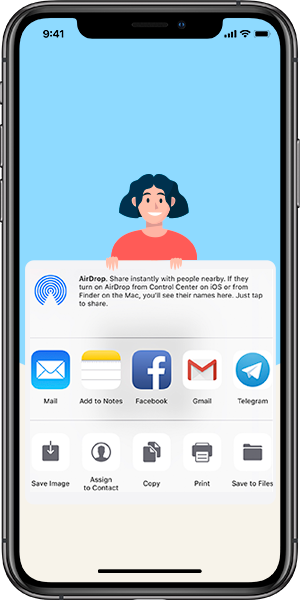 9:41
AirDrop. Share instantly with people nearby. If they
turn on AirDrop from Control Center on iOS or from
Finder on the Mac, you'll see their names here. Just tap
to share.
Mail Add to Notes Facebook Gmail Telegram
Save Image Assign
to Contact Copy Print Save to Files